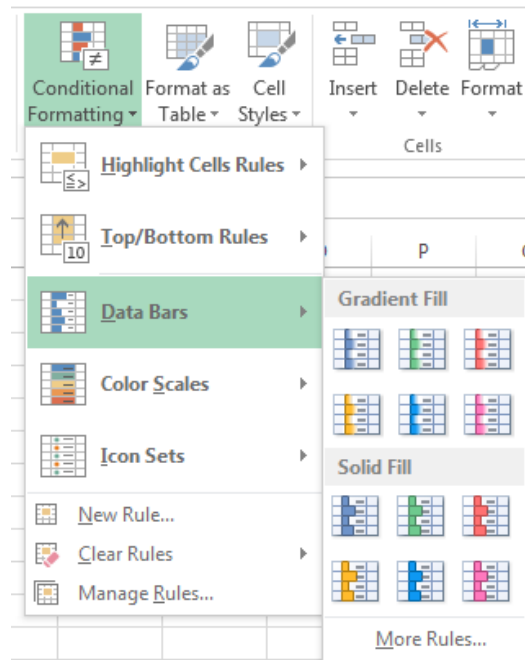 Conditional Formatting
Format as Table
Cell Styles
Insert
Delete
Format
Cells
Highlight Cells Rules
Top/Bottom Rules
10
P
Data Bars
Gradient Fill
Color Scales
Icon Sets
Solid Fill
New Rule...
Clear Rules
Manage Rules...
More Rules...